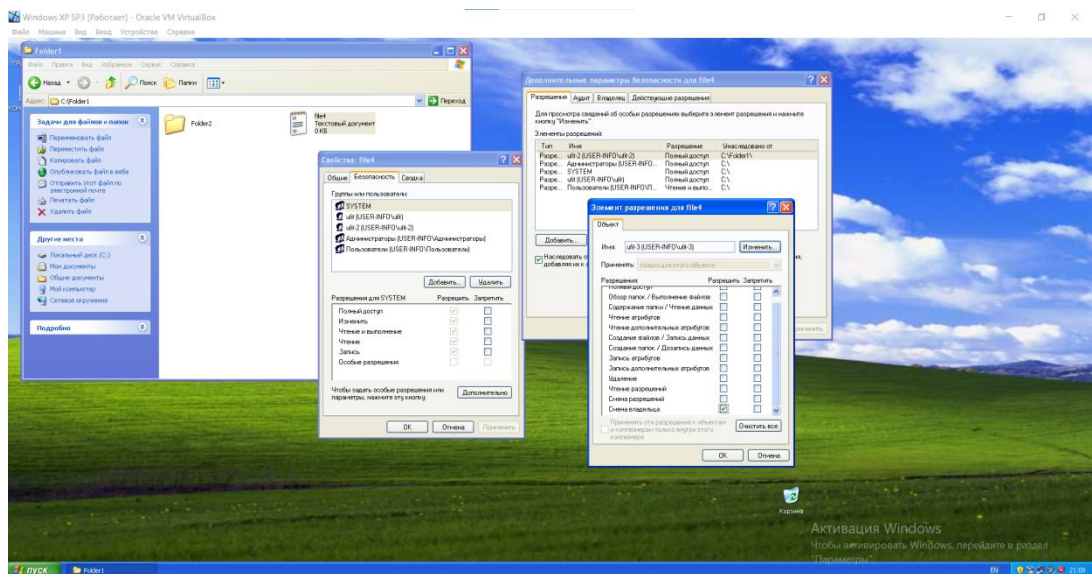 Windows XP SP3 [Работает] - Oracle VM VirtualBox
Файл Машина Вид Ввод Устройства Справка
Folder1
Файл Правка Вид Избранное Сервис Справка
Назад Поиск Папки
Адрес: C:\Folder1 Переход
Задачи для файлов и папок
Переименовать файл
Переместить файл
Копировать файл
Опубликовать файл в вебе
Отправить этот файл по
электронной почте
Печатать файл
Удалить файл
Другие места
Локальный диск (C:)
Мои документы
Общие документы
Мой компьютер
Сетевое окружение
Подробно
Folder2
file4
Текстовый документ
0 КБ
Свойства: file4
Общие Безопасность Сводка
Группы или пользователи:
SYSTEM
ulit (USER-INFO\ulit)
ulit-2 (USER-INFO\ulit-2)
Администраторы (USER-INFO\Администраторы)
Пользователи (USER-INFO\Пользователи)
Добавить... Удалить
Разрешения для SYSTEM Разрешить Запретить
Полный доступ
Изменить
Чтение и выполнение
Чтение
Запись
Особые разрешения
Чтобы задать особые разрешения или
параметры, нажмите эту кнопку.
Дополнительно
OK Отмена Применить
Дополнительные параметры безопасности для file4
Разрешения Аудит Владелец Действующие разрешения
Для просмотра сведений об особых разрешениях выберите элемент разрешения и нажмите
кнопку "Изменить".
Элементы разрешений:
Тип Имя Разрешение Унаследовано от
Разре... ulit-2 (USER-INFO\ulit-2) Полный доступ C:\Folder1\
Разре... Администраторы (USER-INFO... Полный доступ C:\
Разре... SYSTEM Полный доступ C:\
Разре... ulit (USER-INFO\ulit) Полный доступ C:\
Разре... Пользователи (USER-INFO\П... Чтение и выпо... C:\
Добавить...
Наследовать о
добавляя их к
Элемент разрешения для file4
Объект
Имя: ulit-3 (USER-INFO\ulit-3) Изменить...
Применять: только для этого объекта
Разрешения: Разрешить Запретить
Полный доступ
Обзор папок / Выполнение файлов
Содержание папки / Чтение данных
Чтение атрибутов
Чтение дополнительных атрибутов
Создание файлов / Запись данных
Создание папок / Дозапись данных
Запись атрибутов
Запись дополнительных атрибутов
Удаление
Чтение разрешений
Смена разрешений
Смена владельца
Применять эти разрешения к объектам
и контейнерам только внутри этого
контейнера
Очистить все
OK Отмена
Корзина
Активация Windows
Чтобы активировать Windows, перейдите в раздел
"Параметры".
пуск Folder1 EN 21:08